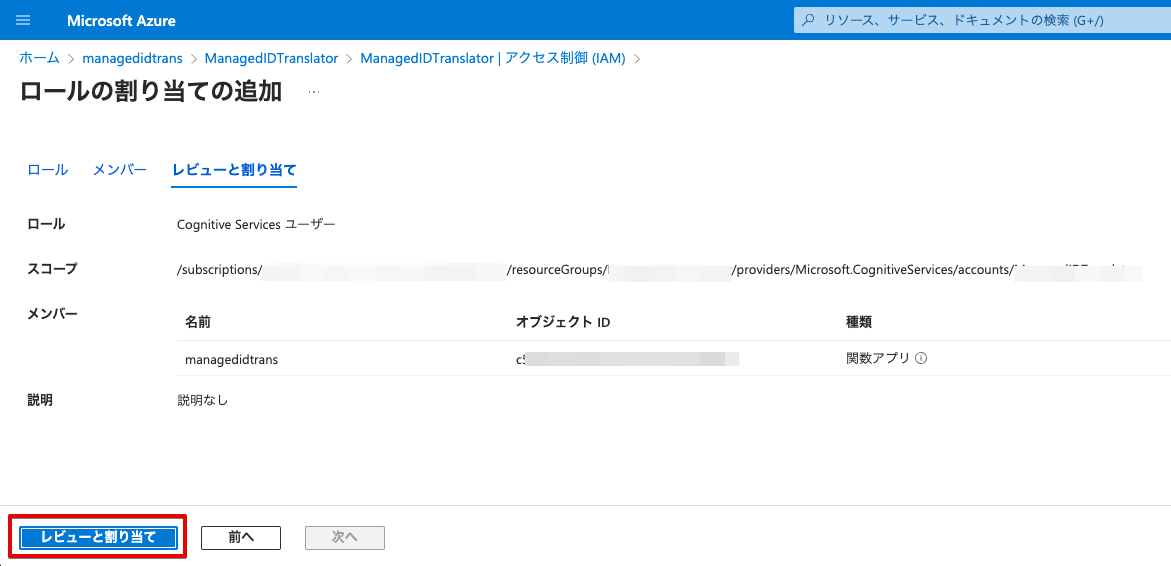 Microsoft Azure
リソース、サービス、ドキュメントの検索 (G+/)
ホーム > managedidtrans > ManagedIDTranslator > ManagedIDTranslator | アクセス制御 (IAM) >
ロールの割り当ての追加 ...
ロール メンバー レビューと割り当て
ロール Cognitive Services ユーザー
スコープ /subscriptions/ /resourceGroups/ /providers/Microsoft.CognitiveServices/accounts/
メンバー
名前 オブジェクト ID 種類
managedidtrans c5 関数アプリ
説明 説明なし
レビューと割り当て 前へ 次へ